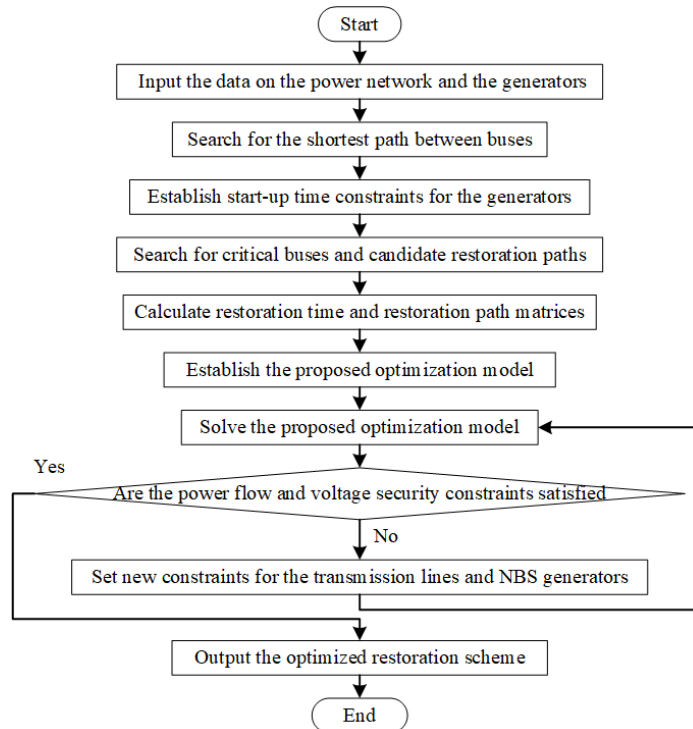 Start
Input the data on the power network and the generators
Search for the shortest path between buses
Establish start-up time constraints for the generators
Search for critical buses and candidate restoration paths
Calculate restoration time and restoration path matrices
Establish the proposed optimization model
Solve the proposed optimization model
Yes
Are the power flow and voltage security constraints satisfied
No
Set new constraints for the transmission lines and NBS generators
Output the optimized restoration scheme
End